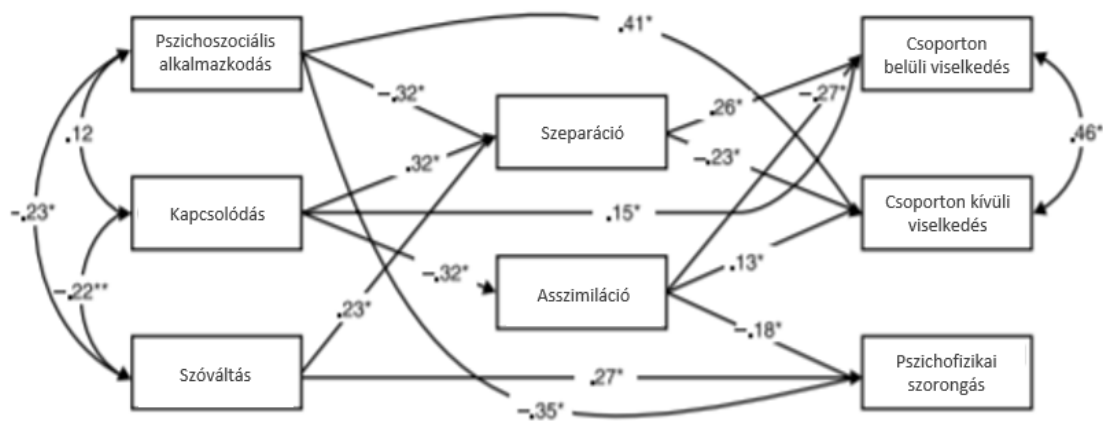 Pszichoszociális
alkalmazkodás
Kapcsolódás
Szóváltás
.12
-.23*
-.22**
-.32*
.32*
-.32*
.23*
.41*
Szeparáció
Asszimiláció
.26*
-.27*
-.23*
.15*
.13*
-.18*
.27*
-.35*
Csoporton
belüli viselkedés
Csoporton kívüli
viselkedés
Pszichofizikai
szorongás
.46*